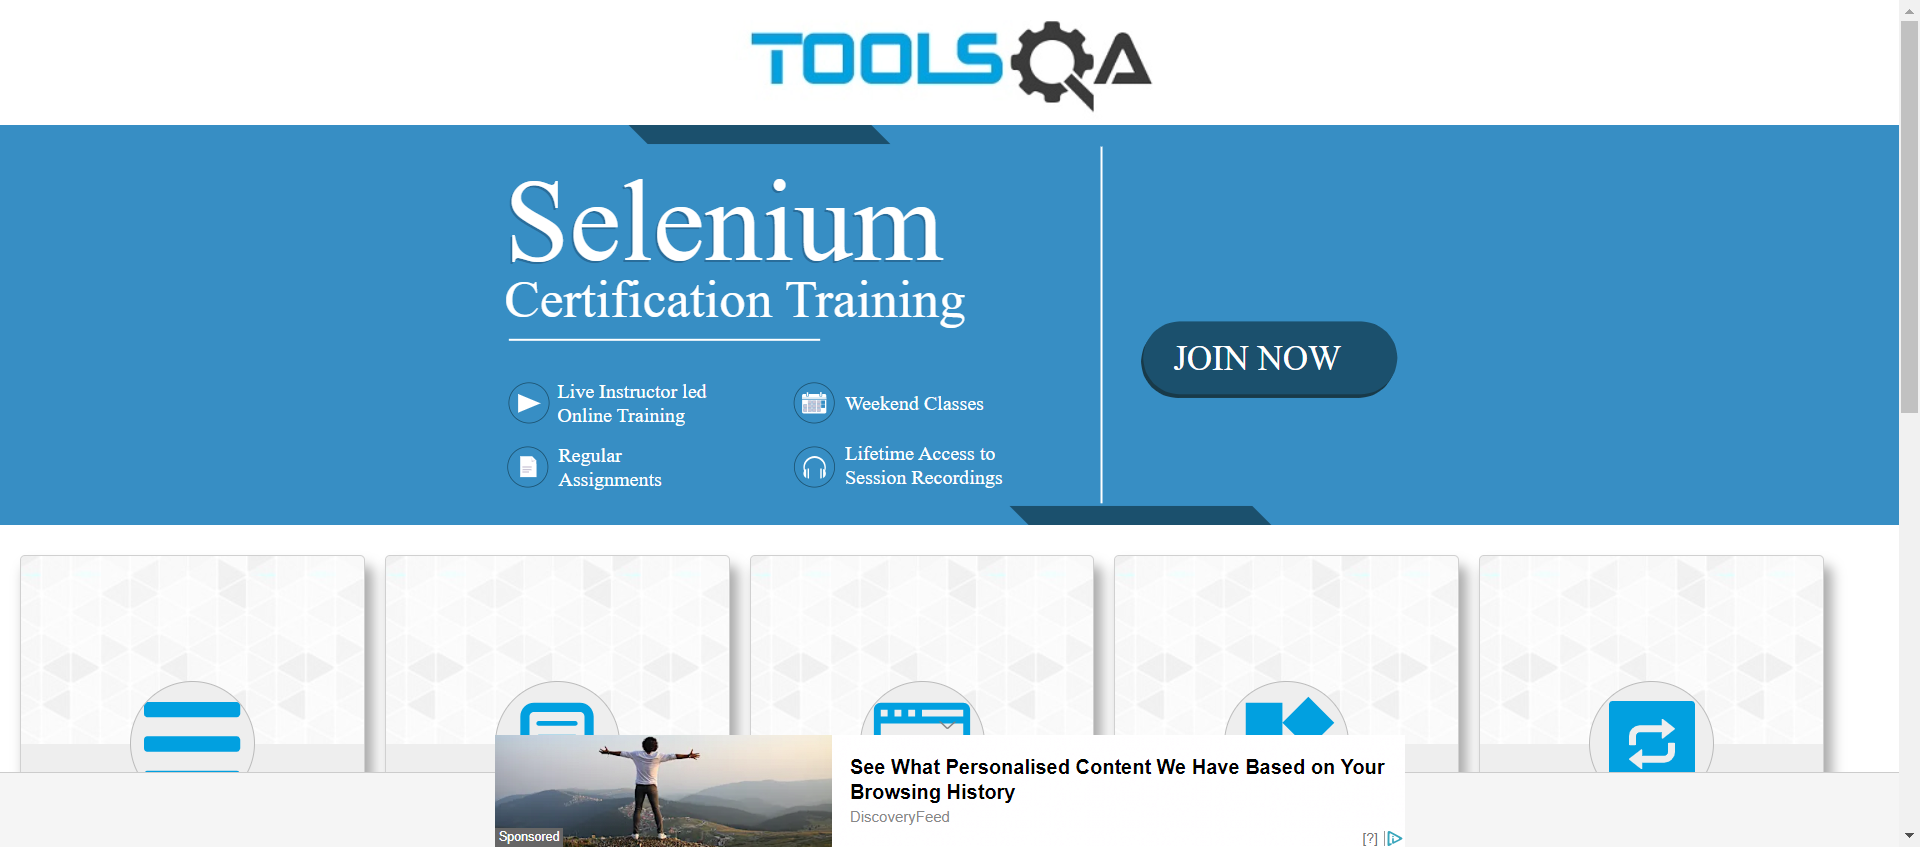 TOOLSQA
Selenium
Certification Training
Live Instructor led
Online Training
Weekend Classes
Regular
Assignments
Lifetime Access to
Session Recordings
JOIN NOW
Sponsored
See What Personalised Content We Have Based on Your
Browsing History
DiscoveryFeed
[?]